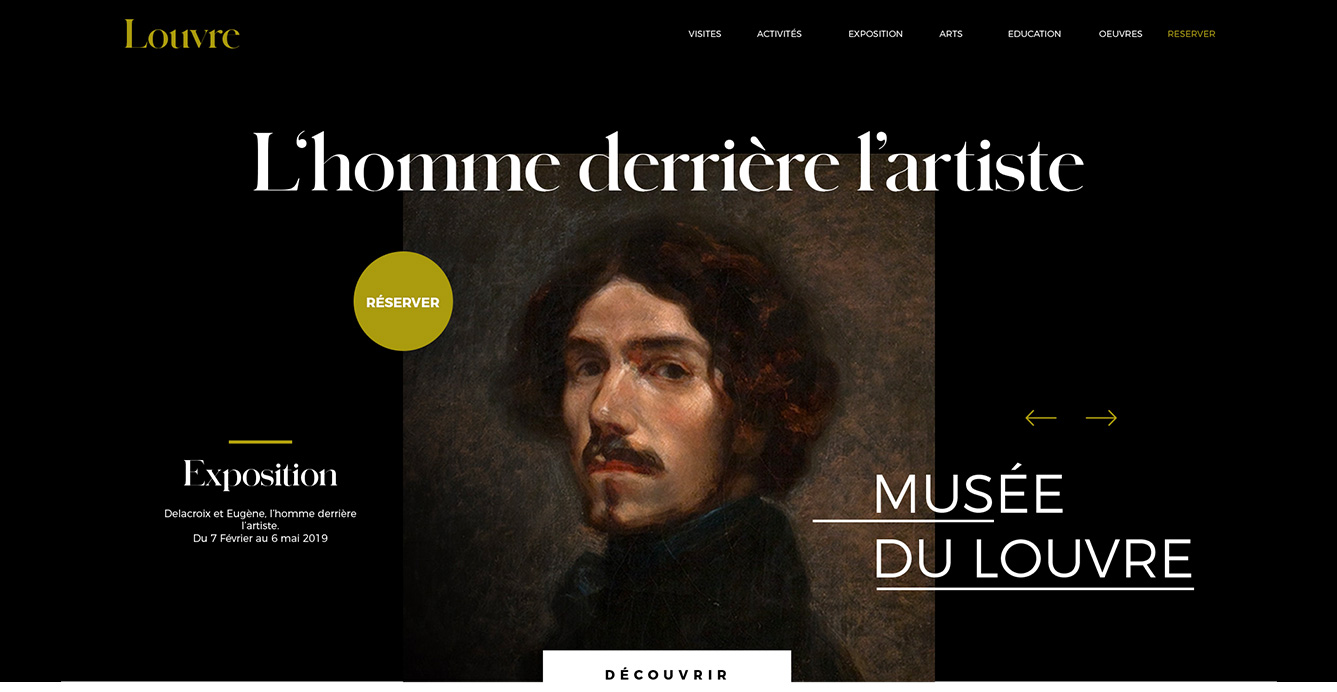 Louvre
VISITES ACTIVITÉS EXPOSITION ARTS EDUCATION OEUVRES RESERVER
L‘homme derrière l’artiste
RÉSERVER
Exposition
Delacroix et Eugène, l’homme derrière
l’artiste.
Du 7 Février au 6 mai 2019
MUSÉE
DU LOUVRE
DÉCOUVRIR